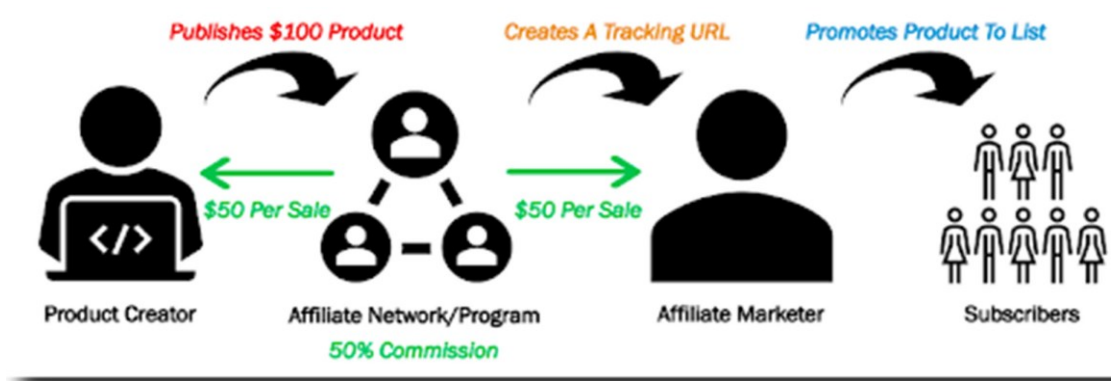 Publishes $100 Product
Creates A Tracking URL
Promotes Product To List
$50 Per Sale
$50 Per Sale
</>
Product Creator
Affiliate Network/Program
Affiliate Marketer
Subscribers
50% Commission